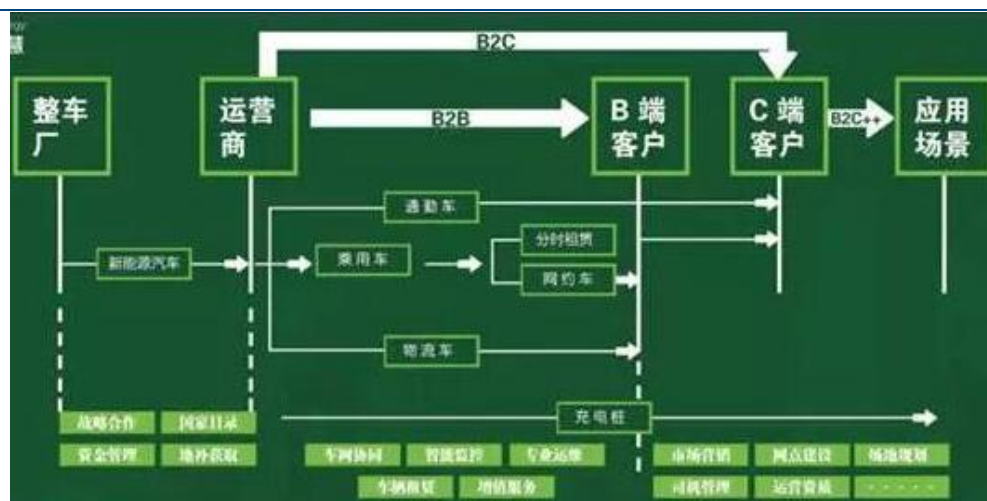 B2C
整车厂
运营商
B2B
B 端客户
C 端客户
B2C++
应用场景
通勤车
分时租赁
新能源汽车
乘用车
网约车
物流车
充电桩
战略合作 国家目录
资金管理 地补获取
车网协同 智能监控 专业运维
车辆租赁 增值服务
市场营销 网点建设 场地规划
司机管理 运营资质 - - - - -